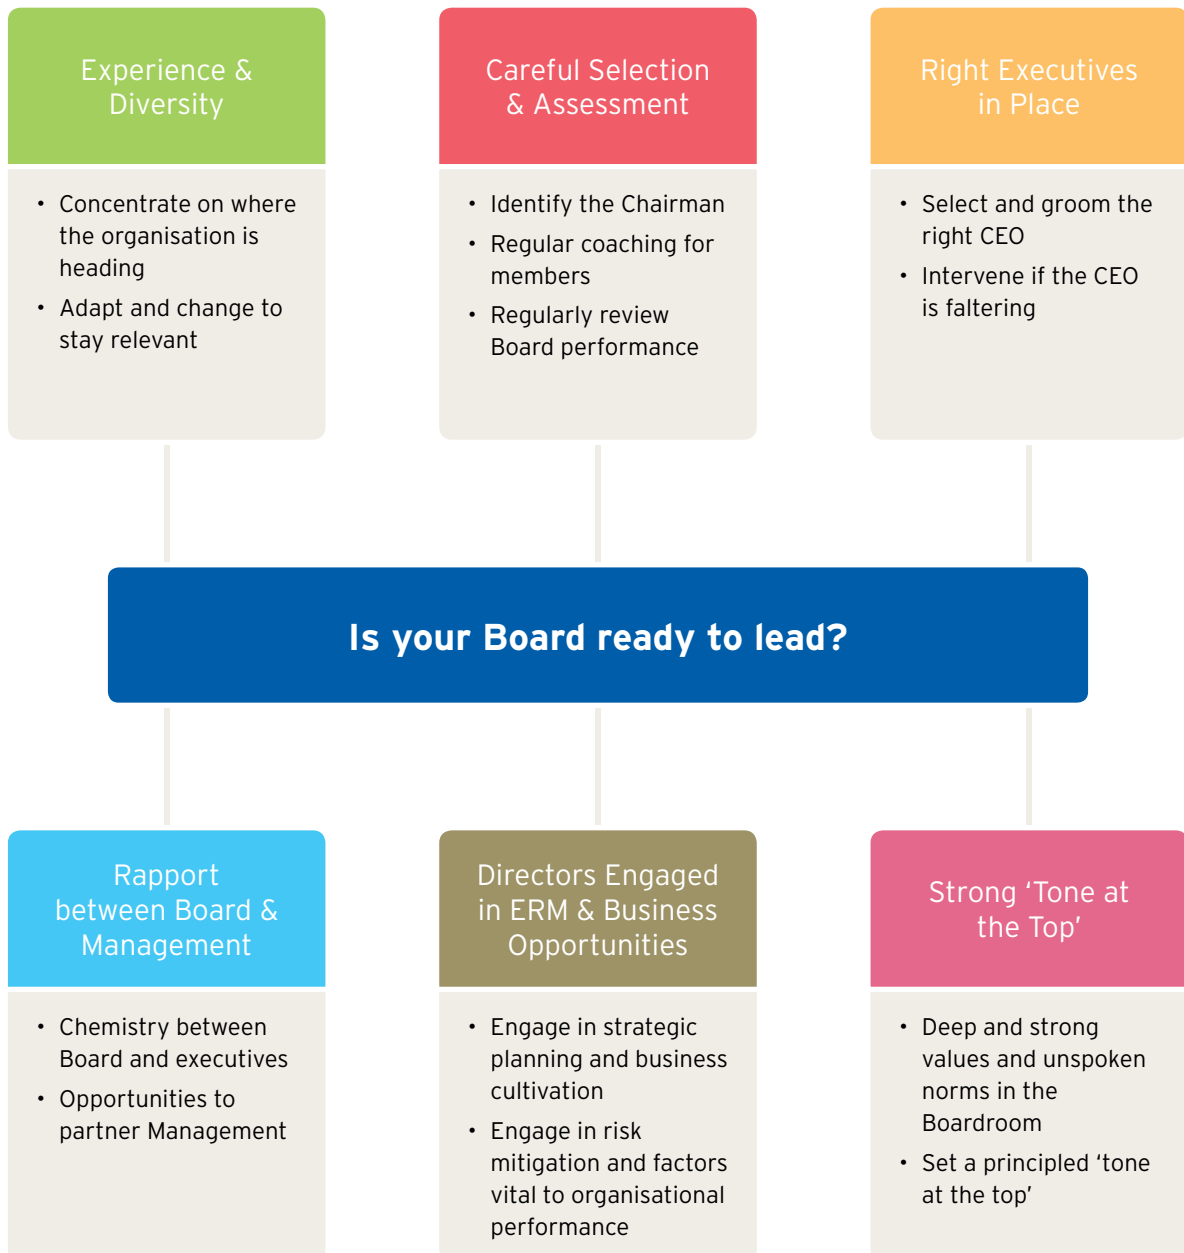 Experience &
Diversity
• Concentrate on where
the organisation is
heading
• Adapt and change to
stay relevant
Careful Selection
& Assessment
• Identify the Chairman
• Regular coaching for
members
• Regularly review
Board performance
Right Executives
in Place
• Select and groom the
right CEO
• Intervene if the CEO
is faltering
Is your Board ready to lead?
Rapport
between Board &
Management
• Chemistry between
Board and executives
• Opportunities to
partner Management
Directors Engaged
in ERM & Business
Opportunities
• Engage in strategic
planning and business
cultivation
• Engage in risk
mitigation and factors
vital to organisational
performance
Strong ‘Tone at
the Top’
• Deep and strong
values and unspoken
norms in the
Boardroom
• Set a principled ‘tone
at the top’